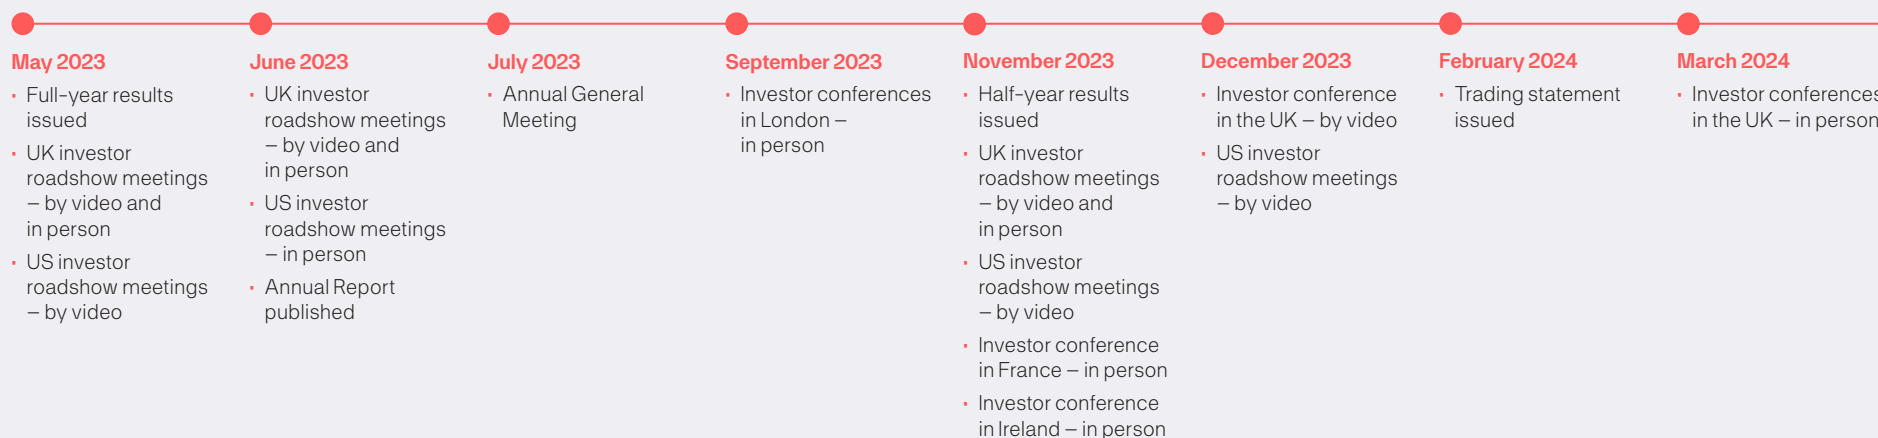 May 2023
· Full-year results
issued
· UK investor
roadshow meetings
– by video and
in person
· US investor
roadshow meetings
– by video
June 2023
· UK investor
roadshow meetings
– by video and
in person
· US investor
roadshow meetings
– in person
· Annual Report
published
July 2023
· Annual General
Meeting
September 2023
· Investor conferences
in London –
in person
November 2023
· Half-year results
issued
· UK investor
roadshow meetings
– by video and
in person
· US investor
roadshow meetings
– by video
· Investor conference
in France – in person
· Investor conference
in Ireland – in person
December 2023
· Investor conference
in the UK – by video
· US investor
roadshow meetings
– by video
February 2024
· Trading statement
issued
March 2024
· Investor conferences
in the UK – in person